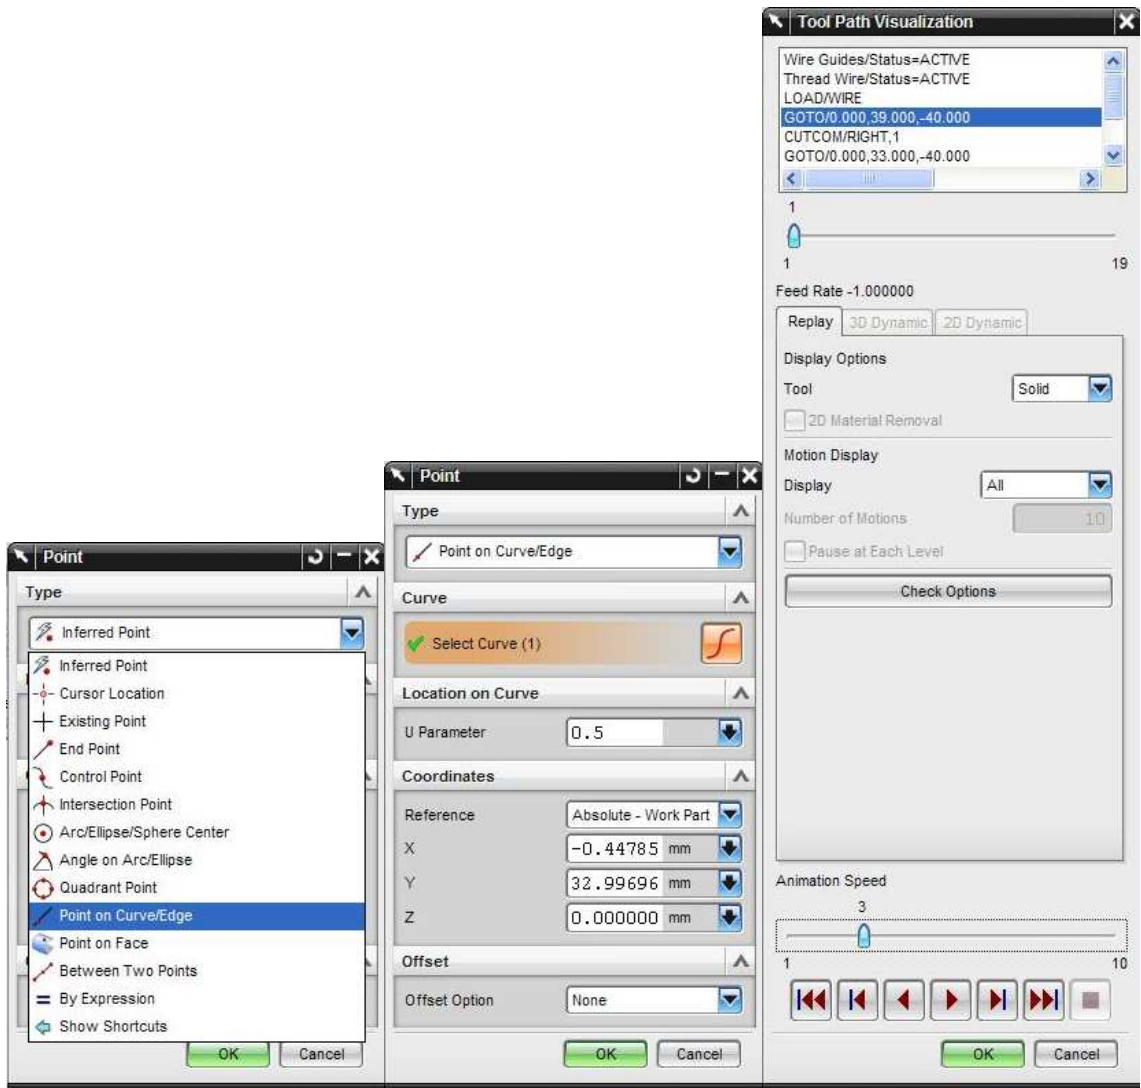 Point
Type
Inferred Point
Inferred Point
Cursor Location
Existing Point
End Point
Control Point
Intersection Point
Arc/Ellipse/Sphere Center
Angle on Arc/Ellipse
Quadrant Point
Point on Curve/Edge
Point on Face
Between Two Points
By Expression
Show Shortcuts
OK Cancel
Point
Type
Point on Curve/Edge
Curve
Select Curve (1)
Location on Curve
U Parameter 0.5
Coordinates
Reference Absolute - Work Part
X -0.44785 mm
Y 32.99696 mm
Z 0.000000 mm
Offset
Offset Option None
OK Cancel
Tool Path Visualization
Wire Guides/Status=ACTIVE
Thread Wire/Status=ACTIVE
LOAD/WIRE
GOTO/0.000,39.000,-40.000
CUTCOM/RIGHT,1
GOTO/0.000,33.000,-40.000
1
1 19
Feed Rate -1.000000
Replay 3D Dynamic 2D Dynamic
Display Options
Tool Solid
2D Material Removal
Motion Display
Display All
Number of Motions 10
Pause at Each Level
Check Options
Animation Speed
3
1 10
OK Cancel